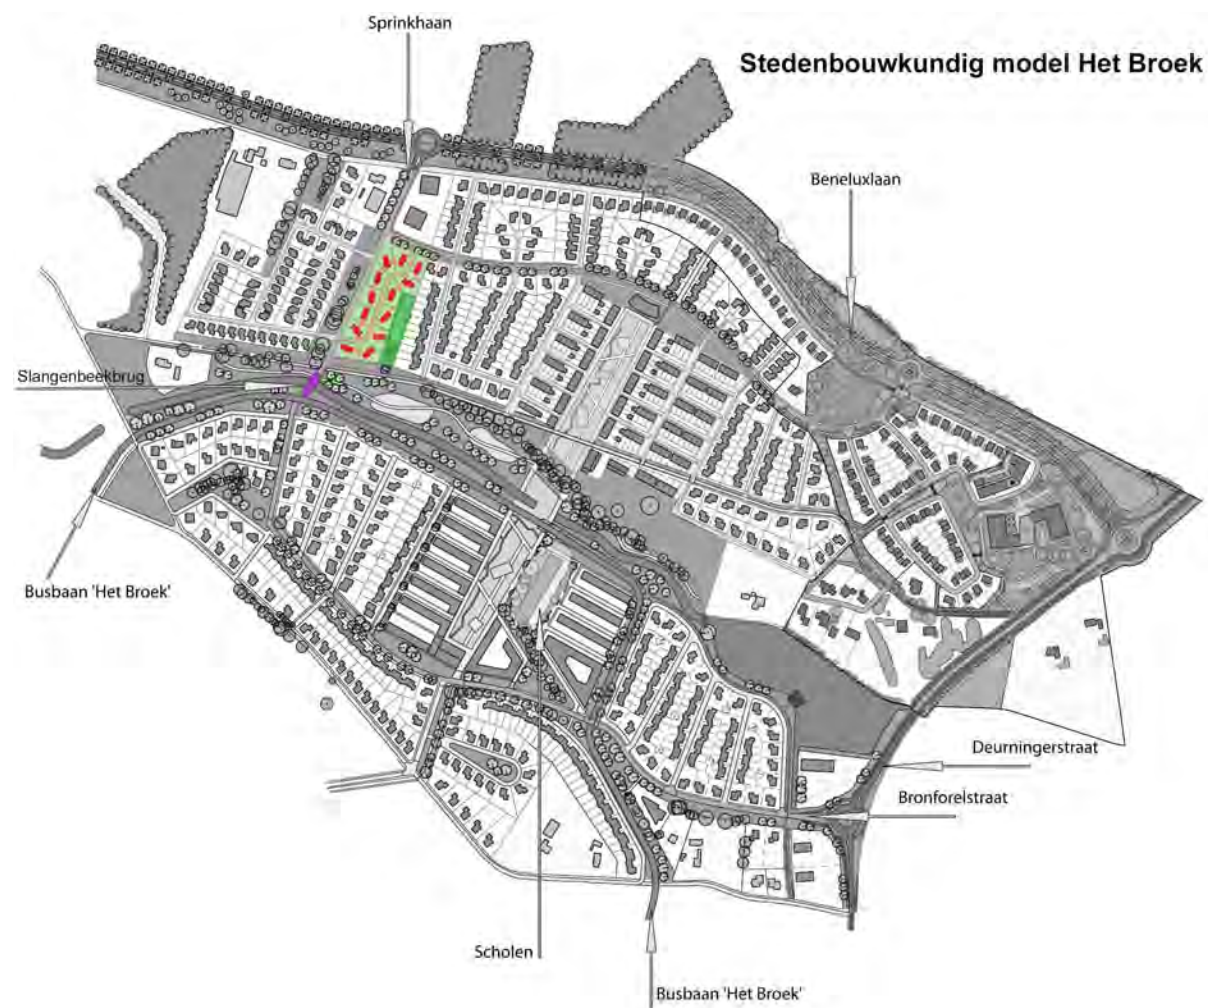 Sprinkhaan
Stedenbouwkundig model Het Broek
Beneluxlaan
Slangenbeekbrug
Busbaan 'Het Broek'
Deurningerstraat
Bronforelstraat
Scholen
Busbaan 'Het Broek'